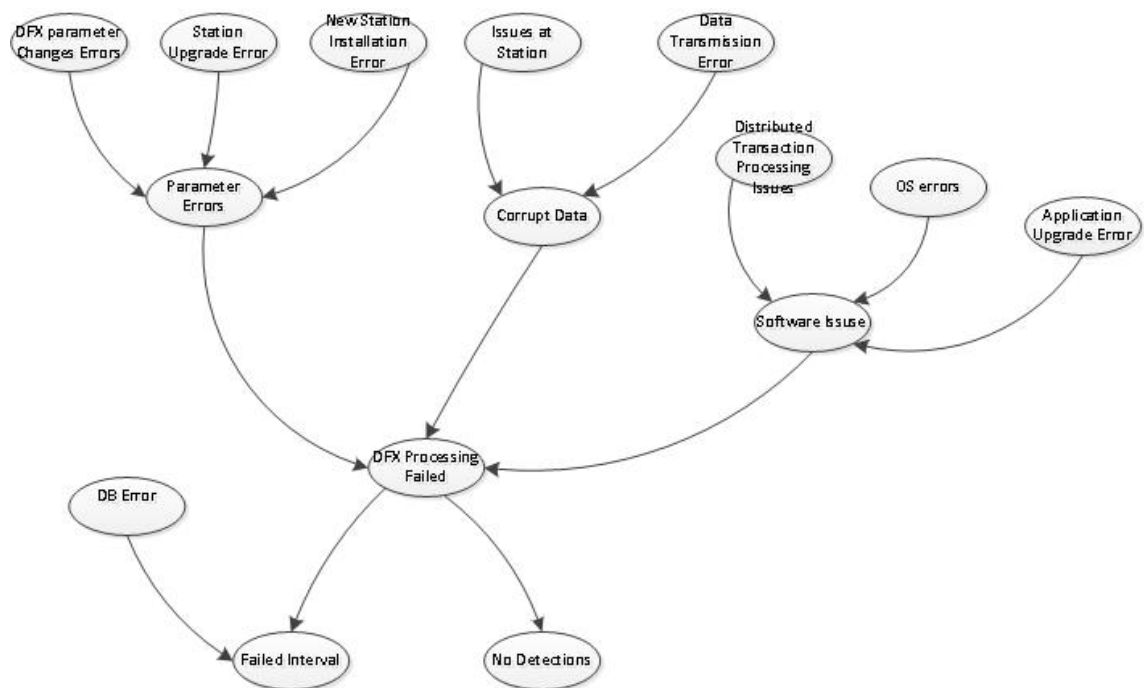 DFX parameter
Changes Errors
Station
Upgrade Error
New Station
Installation
Error
Issues at
Station
Data
Transmission
Error
Distributed
Transaction
Processing
Issues
OS errors
Application
Upgrade Error
Parameter
Errors
Corrupt Data
Software Issuse
DFX Processing
Failed
DB Error
Failed Interval
No Detections